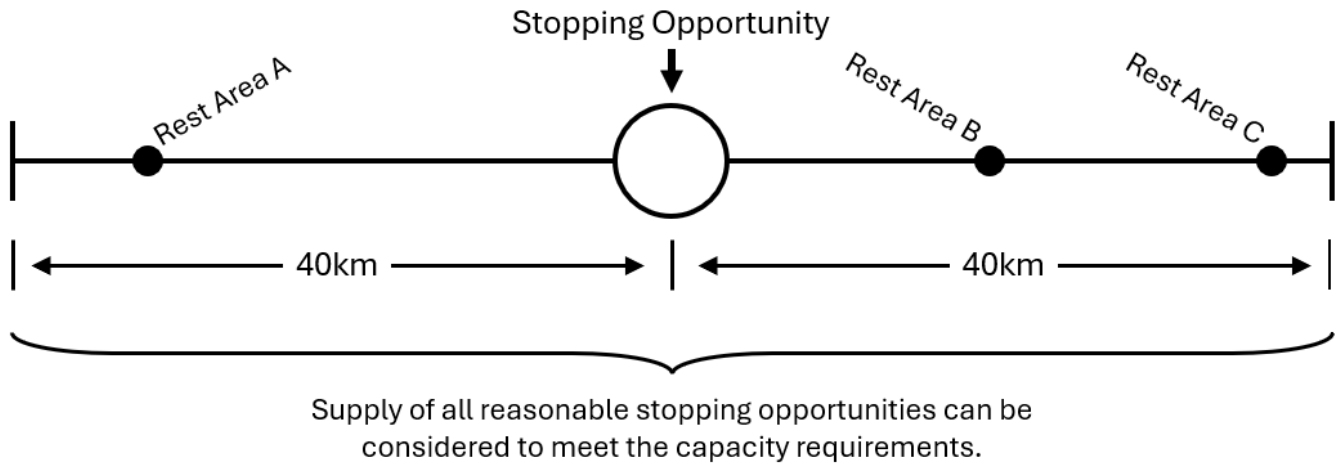 Stopping Opportunity
Rest Area A
Rest Area B
Rest Area C
40km
40km
Supply of all reasonable stopping opportunities can be
considered to meet the capacity requirements.